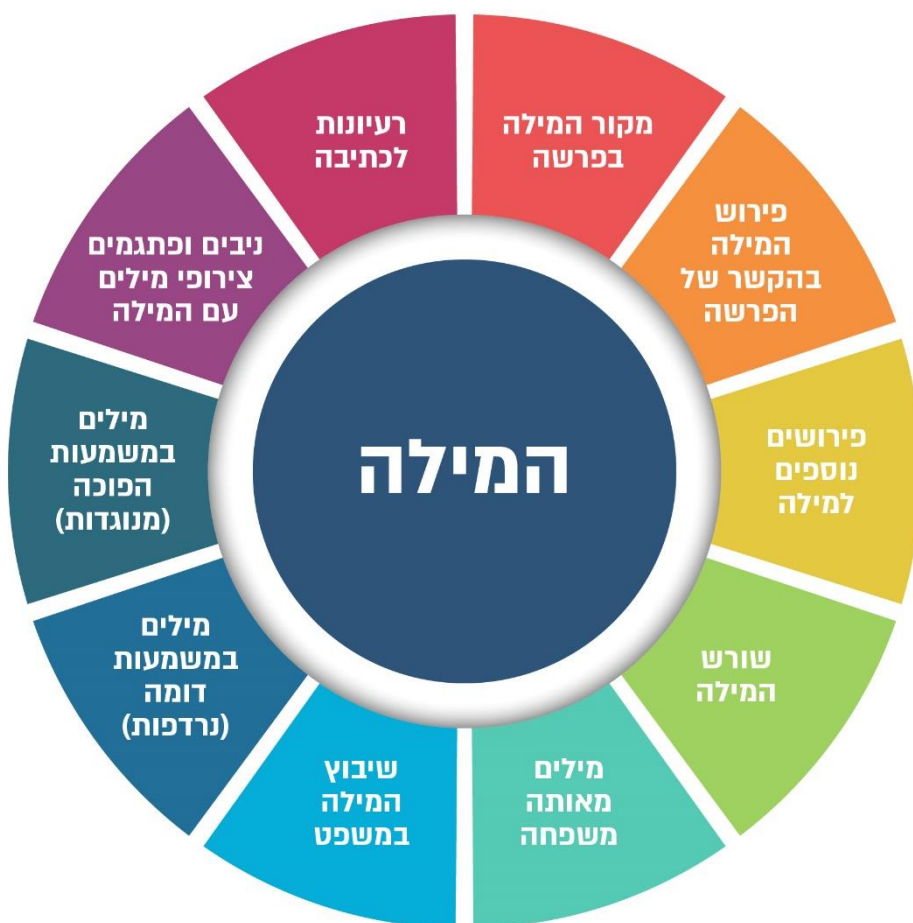 המילה
מקור המילה
בפרשה
פירוש
המילה
בהקשר של
הפרשה
פירושים
נוספים
למילה
שורש
המילה
מילים
מאותה
משפחה
שיבוץ
המילה
במשפט
מילים
במשמעות
דומה
(נרדפות)
מילים
במשמעות
הפוכה
(מנוגדות)
ניבים ופתגמים
צירופי מילים
עם המילה
רעיונות
לכתיבה